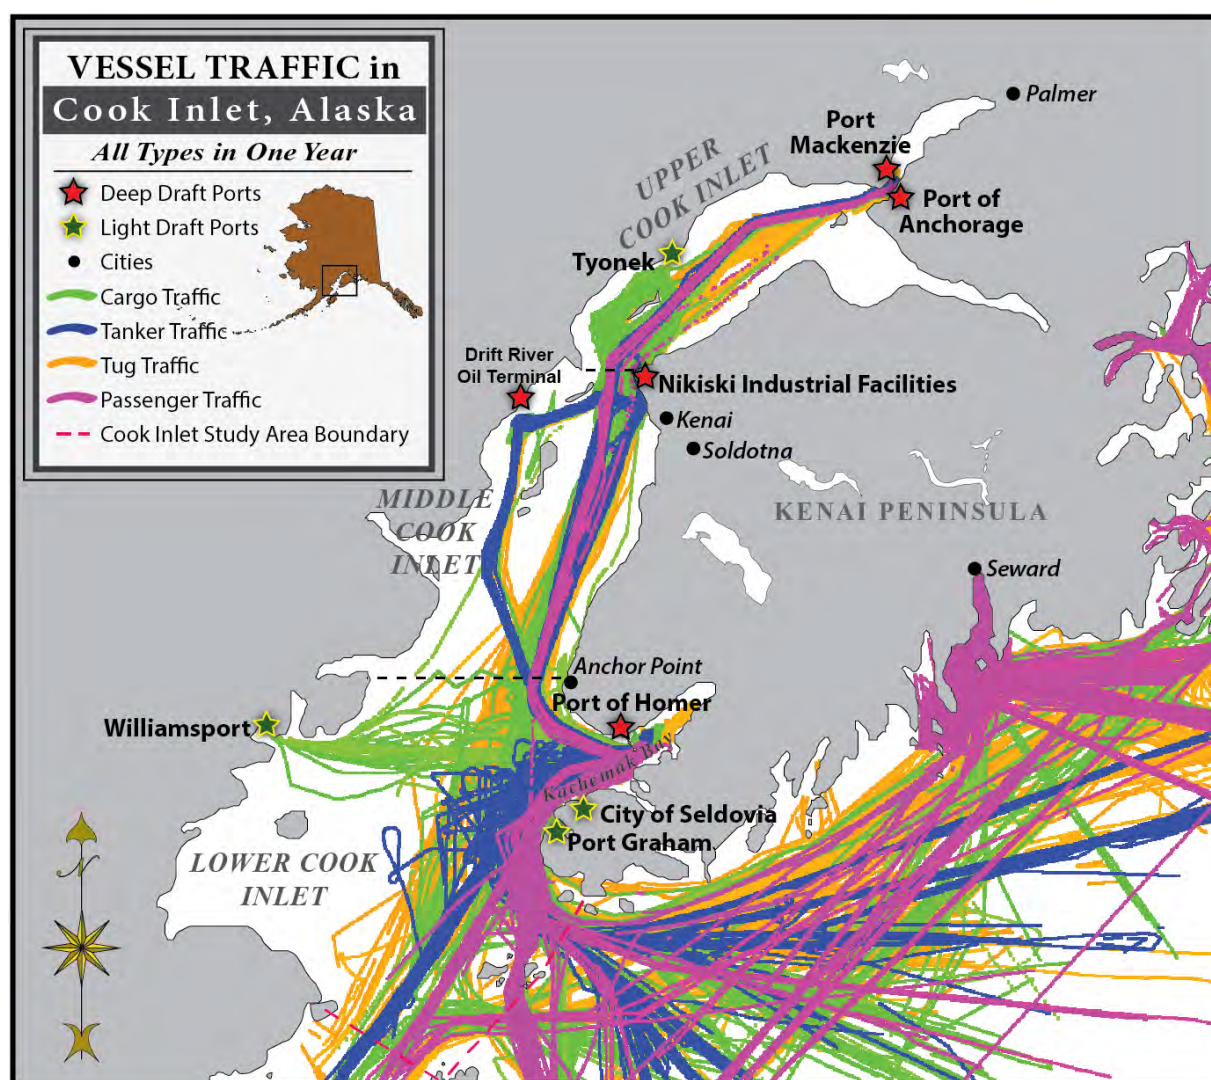 VESSEL TRAFFIC in
Cook Inlet, Alaska
All Types in One Year
Deep Draft Ports
Light Draft Ports
Cities
Cargo Traffic
Tanker Traffic
Tug Traffic
Passenger Traffic
Cook Inlet Study Area Boundary
Palmer
Port
Mackenzie
Port of
Anchorage
UPPER
COOK INLET
Tyonek
Drift River
Oil Terminal
Nikiski Industrial Facilities
Kenai
Soldotna
MIDDLE
COOK
INLET
KENAI PENINSULA
Seward
Anchor Point
Port of Homer
Williamsport
Kachemak Bay
City of Seldovia
Port Graham
LOWER COOK
INLET
N